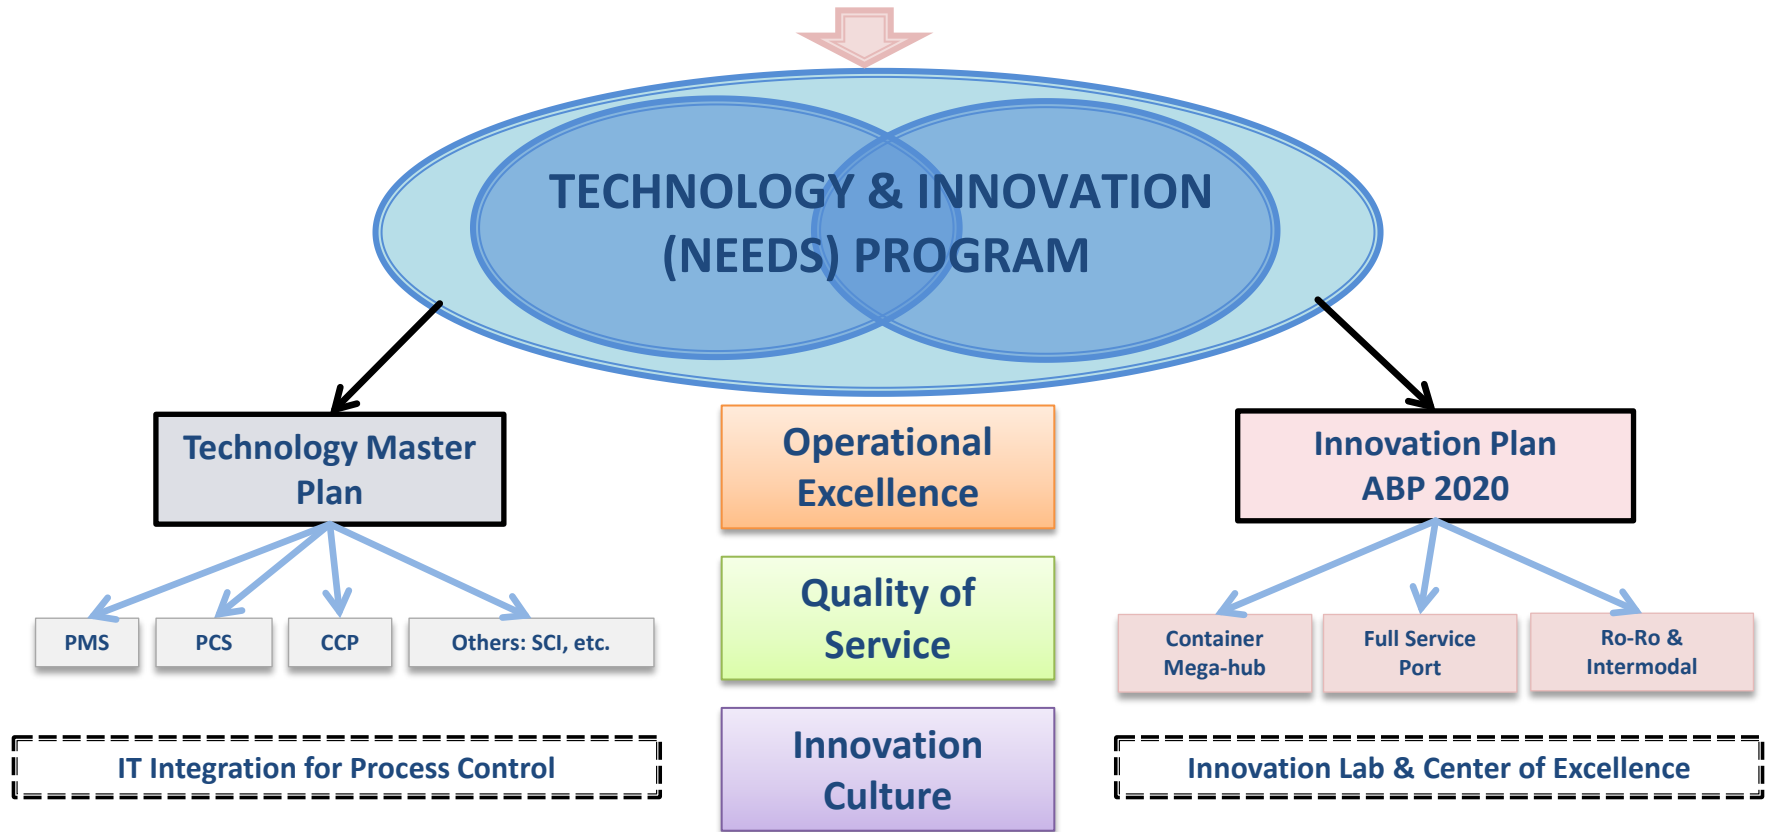 TECHNOLOGY & INNOVATION
(NEEDS) PROGRAM
Technology Master
Plan
PMS
PCS
CCP
Others: SCI, etc.
IT Integration for Process Control
Operational
Excellence
Quality of
Service
Innovation
Culture
Innovation Plan
ABP 2020
Container
Mega-hub
Full Service
Port
Ro-Ro &
Intermodal
Innovation Lab & Center of Excellence